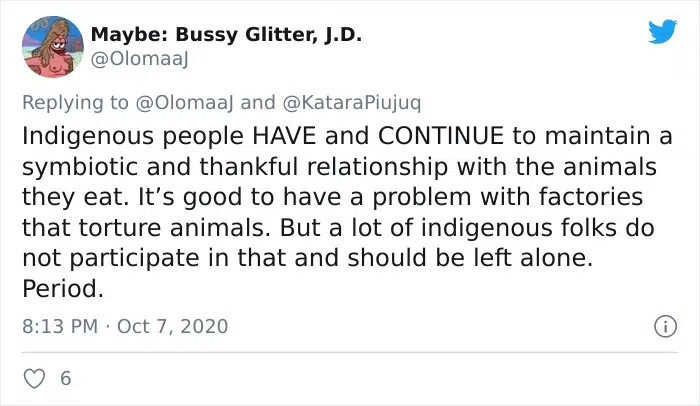 Maybe: Bussy Glitter, J.D.
@OlomaaJ
Replying to @OlomaaJ and @KataraPiujuq
Indigenous people HAVE and CONTINUE to maintain a
symbiotic and thankful relationship with the animals
they eat. It’s good to have a problem with factories
that torture animals. But a lot of indigenous folks do
not participate in that and should be left alone.
Period.
8:13 PM · Oct 7, 2020
6